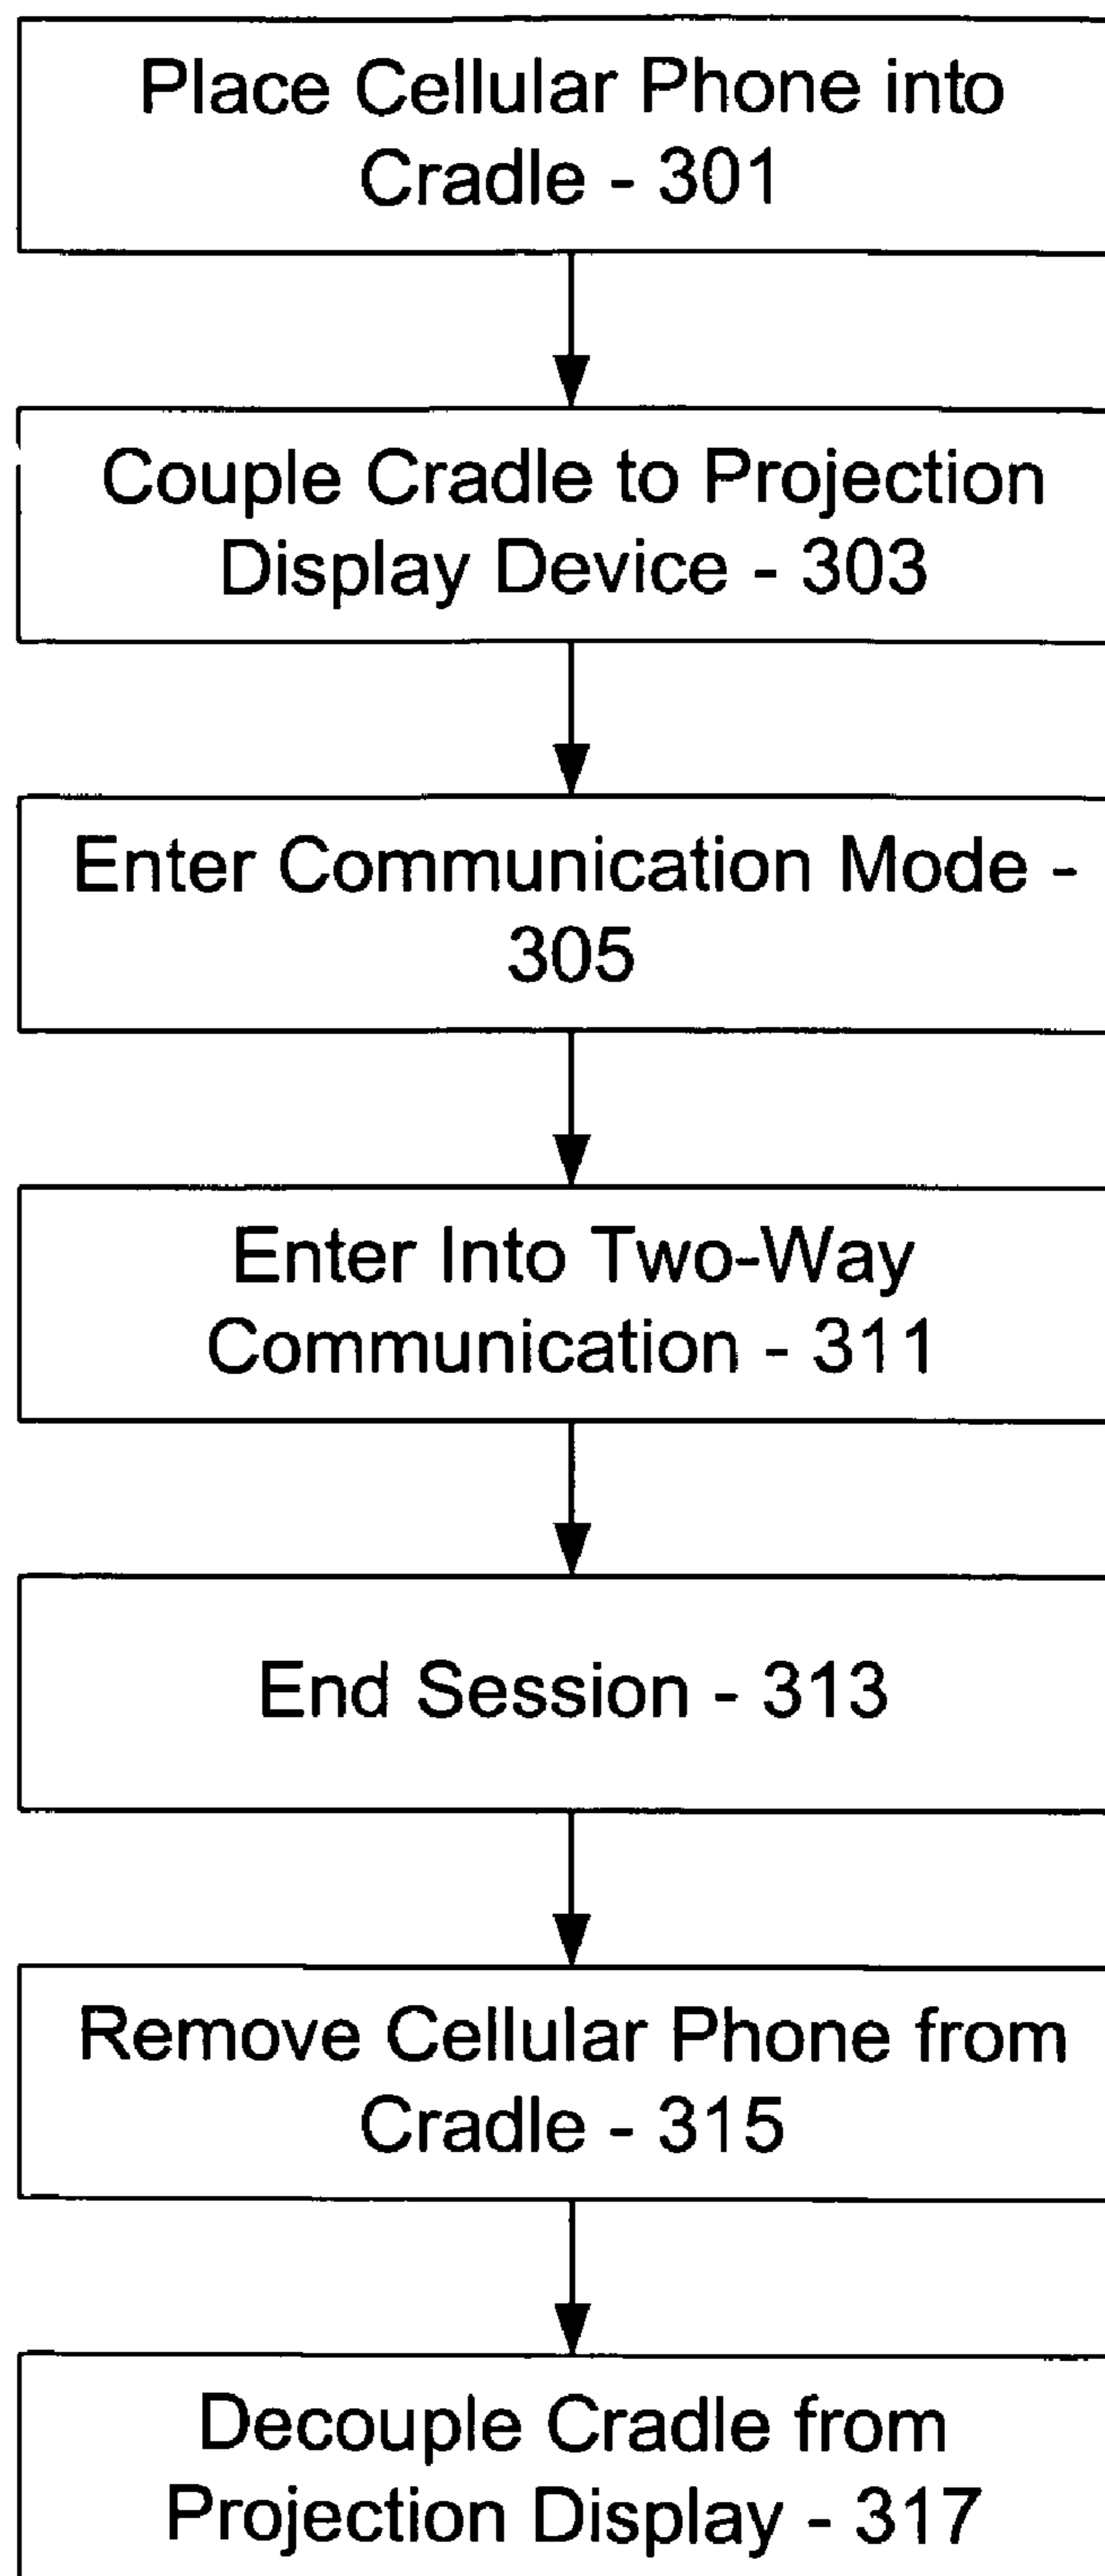 Place Cellular Phone into
Cradle - 301
Couple Cradle to Projection
Display Device - 303
Enter Communication Mode -
305
Enter Into Two-Way
Communication - 311
End Session - 313
Remove Cellular Phone from
Cradle - 315
Decouple Cradle from
Projection Display - 317